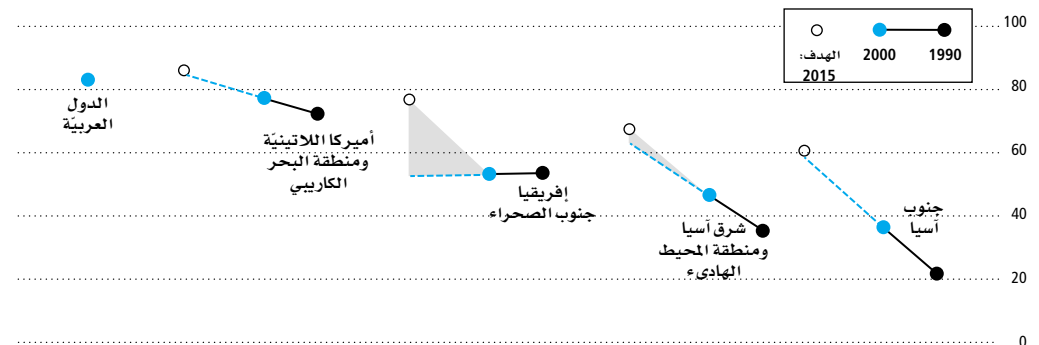 100
80
60
40
20
0
1990
2000
الهدف:
2015
جنوب
آسيا
شرق آسيا
ومنطقة المحيط
الهادىء
إفريقيا
جنوب الصحراء
أميركا اللاتينيّة
ومنطقة البحر
الكاريبي
الدول
العربيّة